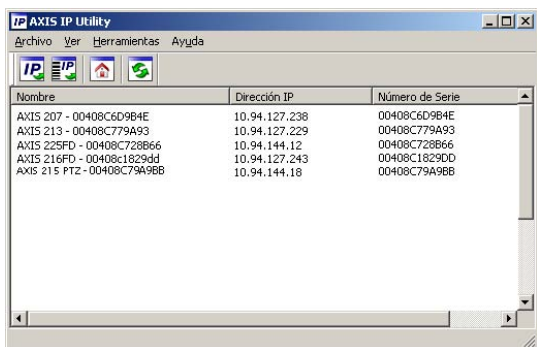 IP AXIS IP Utility
Archivo Ver Herramientas Ayuda
IP IP
Nombre Dirección IP Número de Serie
AXIS 207 - 00408C6D9B4E 10.94.127.238 00408C6D9B4E
AXIS 213 - 00408C779A93 10.94.127.229 00408C779A93
AXIS 225FD - 00408C728B66 10.94.144.12 00408C728B66
AXIS 216FD - 00408c1829dd 10.94.127.243 00408C1829DD
AXIS 215 PTZ - 00408C79A9BB 10.94.144.18 00408C79A9BB